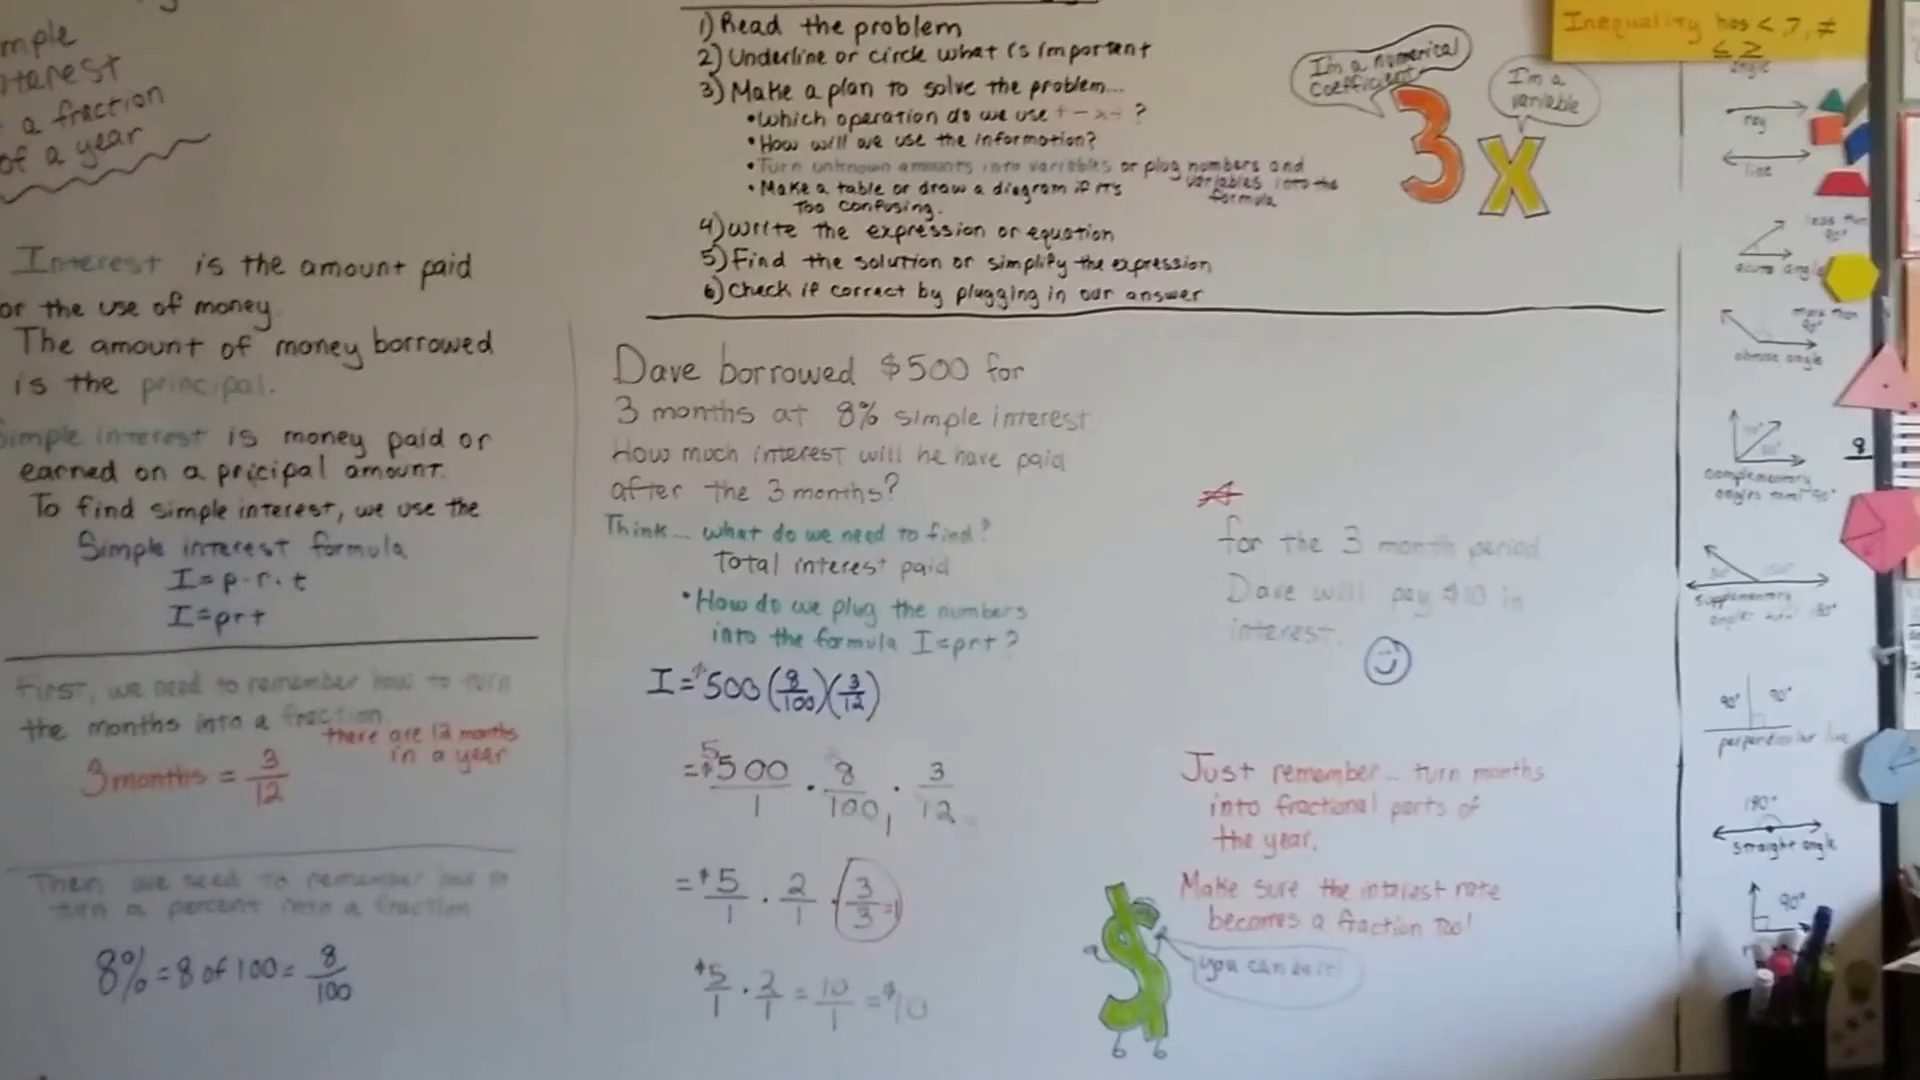 mple
nterest
a fraction
of a year
Interest is the amount paid
or the use of money.
The amount of money borrowed
is the principal.
Simple interest is money paid or
earned on a pricipal amount.
To find simple interest, we use the
Simple interest formula
I=p·r·t
I=prt
First, we need to remember how to turn
the months into a fraction.
there are 12 months
in a year
3 months = 3/12
Then we need to remember how to
turn a percent into a fraction
8% = 8 of 100 = 8/100
1) Read the problem
2) Underline or circle what is important
3) Make a plan to solve the problem...
• Which operation do we use + - x ÷ ?
• How will we use the information?
• Turn unknown amounts into variables or plug numbers and
variables into the
formula
• Make a table or draw a diagram if it's
too confusing.
4) Write the expression or equation
5) Find the solution or simplify the expression
6) Check if correct by plugging in our answer
I'm a numerical
coefficient
I'm a
variable
3x
Dave borrowed $500 for
3 months at 8% simple interest.
How much interest will he have paid
after the 3 months?
Think... what do we need to find?
Total interest paid
• How do we plug the numbers
into the formula I=prt?
I = $500 (8/100)(3/12)
= $500/1 · 8/100 · 3/12
5
1
= $5/1 · 2/1 · 3/3 =1
$5/1 · 2/1 = 10/1 = $10
for the 3 month period
Dave will pay $10 in
interest.
Just remember... turn months
into fractional parts of
the year.
Make sure the interest rate
becomes a fraction too!
you can do it!
$
Inequality has <, >, ≠
≤ ≥
angle
ray
line
less than
90°
acute angle
more than
90°
obtuse angle
complementary
angles total 90°
supplementary
angles total 180°
90° 90°
perpendicular line
180°
straight angle
90°
8